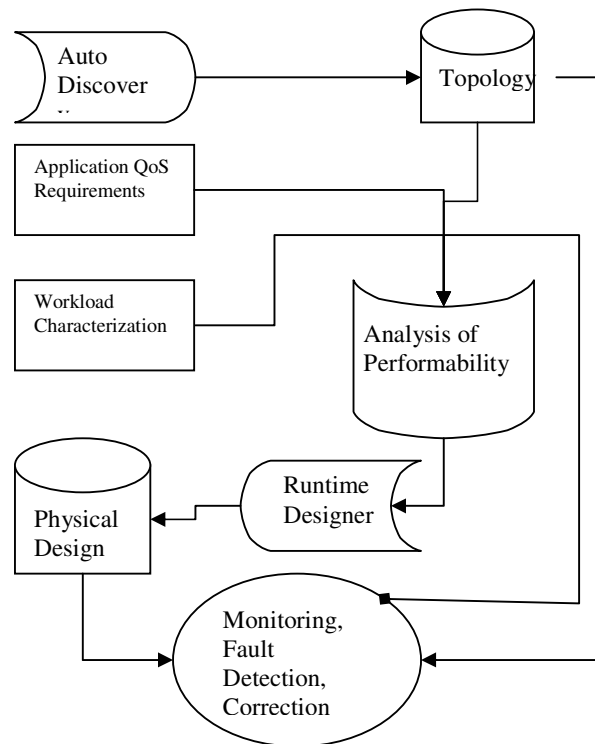 Auto
Discover
Topology
Application QoS
Requirements
Workload
Characterization
Analysis of
Performability
Runtime
Designer
Physical
Design
Monitoring,
Fault
Detection,
Correction